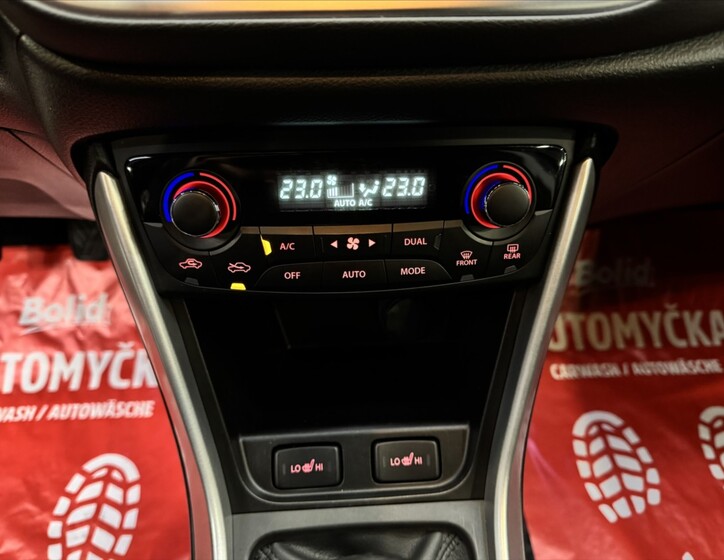 23.0 23.0
AUTO A/C
A/C
DUAL
OFF
AUTO
MODE
FRONT
REAR
LO HI
LO HI
Bolid
TOMYČKA
WASH / AUTOWÄSCHE
UTOMYČKA
CARWASH / AUTOWÄSCHE